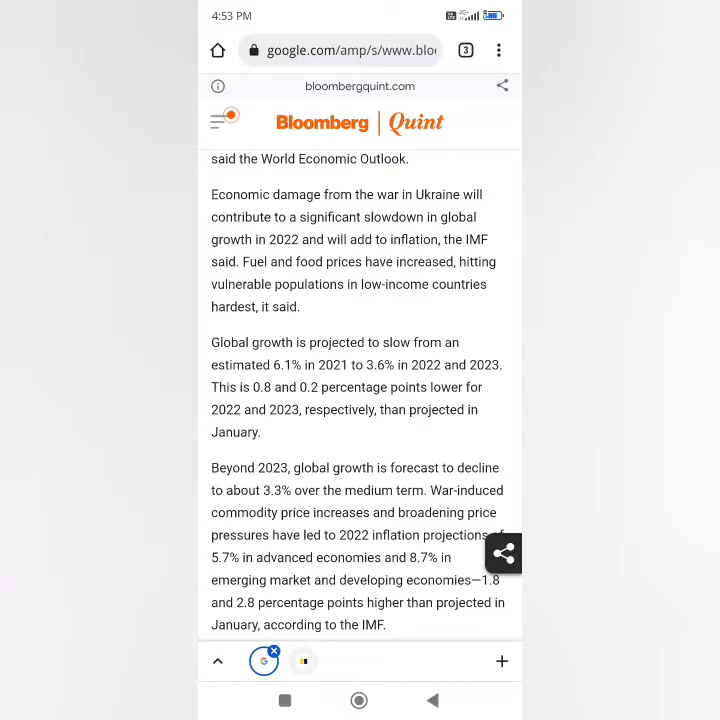 4:53 PM
4G+
google.com/amp/s/www.blo
3
bloombergquint.com
Bloomberg | Quint
said the World Economic Outlook.
Economic damage from the war in Ukraine will
contribute to a significant slowdown in global
growth in 2022 and will add to inflation, the IMF
said. Fuel and food prices have increased, hitting
vulnerable populations in low-income countries
hardest, it said.
Global growth is projected to slow from an
estimated 6.1% in 2021 to 3.6% in 2022 and 2023.
This is 0.8 and 0.2 percentage points lower for
2022 and 2023, respectively, than projected in
January.
Beyond 2023, global growth is forecast to decline
to about 3.3% over the medium term. War-induced
commodity price increases and broadening price
pressures have led to 2022 inflation projections of
5.7% in advanced economies and 8.7% in
emerging market and developing economies—1.8
and 2.8 percentage points higher than projected in
January, according to the IMF.